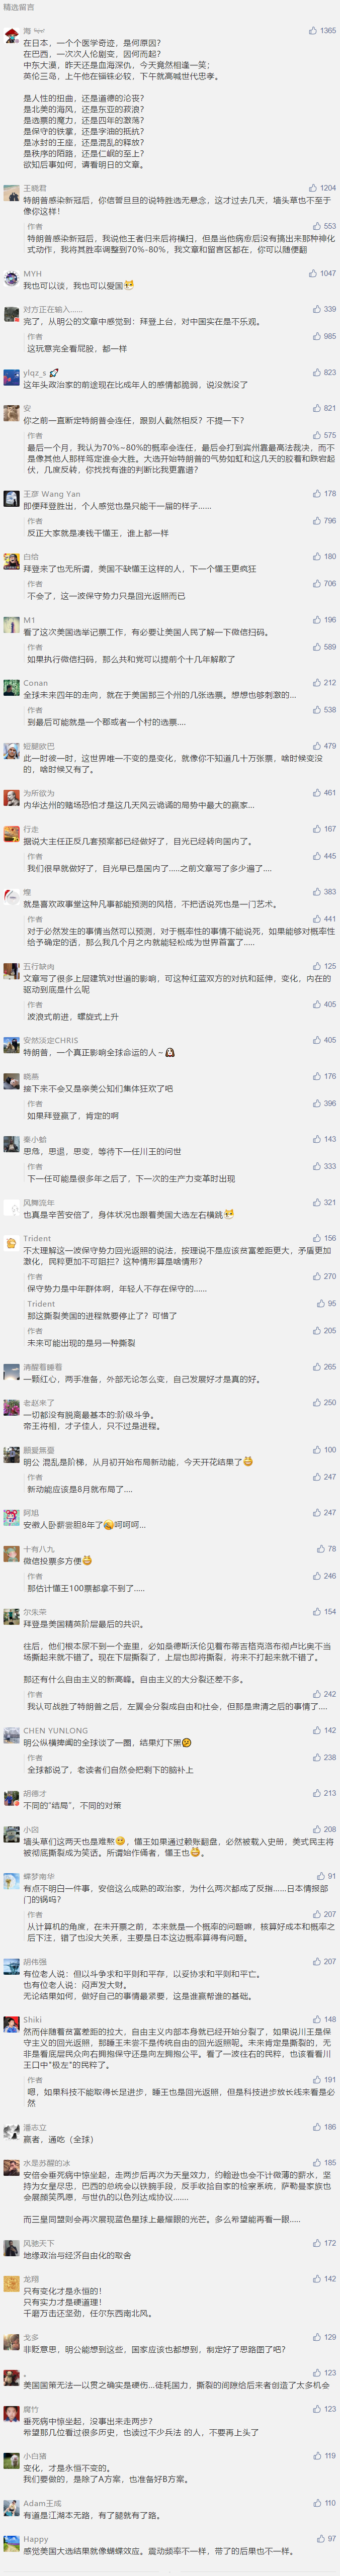 精选留言
海
1365
在日本，一个个医学奇迹，是何原因？
在巴西，一次次人伦剧变，因何而起？
中东大漠，昨天还是血海深仇，今天竟然相逢一笑；
英伦三岛，上午他在锱铢必较，下午就高喊世代忠孝。
是人性的扭曲，还是道德的沦丧？
是北美的海风，还是东亚的寂浪？
是选票的魔力，还是四年的激荡？
是保守的铁掌，还是字油的抵抗？
是冰封的王座，还是混乱的释放？
是秩序的陌路，还是仁岷的至上？
欲知后事如何，请看明日的文章。
王岘君
1204
特朗普感染新冠后，你信誓旦旦的说特胜选无悬念，这才过去几天，墙头草也不至于
像你这样！
作者
553
特朗普感染新冠后，我说他王者归来后将横扫，但是当他病愈后没有搞出来那种神化
式动作，我将其胜率调整到70%-80%，我文章和留言区都在，你可以随便翻
MYH
1047
我也可以谈，我也可以爱国
对方正在输入……
339
完了，从明公的文章中感觉到：拜登上台，对中国实在是不乐观。
作者
985
这玩意完全看屁股，都一样
ylqz_s
823
这年头政治家的前途现在比成年人的感情都脆弱，说没就没了
安
821
你之前一直断定特朗普会连任，跟别人截然相反？不提一下？
作者
575
最后一个月，我认为70%~80%的概率会连任，最后会打到宾州靠最高法裁决，而不
是像其他人那样笃定谁会大胜。大选开始特朗普的气势如虹和这几天的胶着和跌宕起
伏，几度反转，你找找有谁的判断比我更靠谱？
王彦 Wang Yan
178
即便拜登胜出，个人感觉也是只能干一届的样子……
作者
796
反正大家就是凑钱干懂王，谁上都一样
白给
180
拜登来了也无所谓，美国不缺懂王这样的人，下一个懂王更疯狂
作者
706
不会了，这一波保守势力只是回光返照而已
M1
196
看了这次美国选举记票工作，有必要让美国人民了解一下微信扫码。
作者
589
如果执行微信扫码，那么共和党可以提前个十几年解散了
Conan
212
全球未来四年的走向，就在于美国那三个州的几张选票。想想也够刺激的…
作者
538
到最后可能就是一个郡或者一个村的选票….
短腿欧巴
479
此一时彼一时，这世界唯一不变的是变化，就像你不知道几十万张票，啥时候变没
的，啥时候又有了。
为所欲为
461
内华达州的赌场恐怕才是这几天风云诡谲的局势中最大的赢家…
行走
167
据说大主任正反几套预案都已经做好了，目光已经转向国内了。
作者
445
我们很早就做好了，目光早已是国内了…..之前文章写了多少遍了….
煌
383
就是喜欢政事堂这种凡事都能预测的风格，不把话说死也是一门艺术。
作者
441
对于必然发生的事情当然可以预测，对于概率性的事情不能说死，如果能够对概率性
给予确定的话，那么我几个月之内就能轻松成为世界首富了…..
五行缺肉
125
文章写了很多上层建筑对世道的影响，可这种红蓝双方的对抗和延伸，变化，内在的
驱动到底是什么呢
作者
405
波浪式前进，螺旋式上升
安然淡定CHRIS
405
特朗普，一个真正影响全球命运的人～
晓燕
176
接下来不会又是亲美公知们集体狂欢了吧
作者
396
如果拜登赢了，肯定的啊
秦小蛤
143
思危，思退，思变，等待下一任川王的问世
作者
333
下一任可能是很多年之后了，下一次的生产力变革时出现
风舞流年
321
也真是辛苦安倍了，身体状况也跟着美国大选左右横跳
Trident
156
不太理解这一波保守势力回光返照的说法，按理说不是应该贫富差距更大，矛盾更加
激化，民粹更加不可阻拦？这种情形算是啥情形？
作者
270
保守势力是中年群体啊，年轻人不存在保守的……
Trident
95
那这撕裂美国的进程就要停止了？可惜了
作者
205
未来可能出现的是另一种撕裂
清醒着睡着
265
一颗红心，两手准备，外部无论怎么变，自己发展好才是真的好。
老赵来了
250
一切都没有脱离最基本的:阶级斗争。
帝王将相，才子佳人，只不过是进程。
100
明公 混乱是阶梯，从月初开始布局新动能，今天开花结果了
作者
247
新动能应该是8月就布局了….
阿旭
247
安徽人卧薪尝胆8年了呵呵呵…
十有八九
78
微信投票多方便
作者
246
那估计懂王100票都拿不到了…..
尔朱荣
154
拜登是美国精英阶层最后的共识。
往后，他们根本尿不到一个壶里，必如桑德斯沃伦见着布蒂吉格克洛布彻卢比奥不当
场撕起来就不错了。现在下层撕裂了，上层也即将撕裂，将来不打起来就不错了。
那还有什么自由主义的新高峰。自由主义的大分裂还差不多。
作者
242
我认可战胜了特朗普之后，左翼会分裂成自由和社会，但那是肃清之后的事情了….
CHEN YUNLONG
142
明公纵横捭阖的全球谈了一圈，结果灯下黑
作者
238
全球都说了，老读者们自然会把剩下的脑补上
胡德才
213
不同的“结局”，不同的对策
小囟
208
墙头草们这两天也是难熬，懂王如果通过赖账翻盘，必然被载入史册，美式民主将
被彻底撕裂成为笑话。所谓始作俑者，懂王也。
蝶梦南华
91
有点不明白一件事，安倍这么成熟的政治家，为什么两次都成了反指……日本情报部
门的锅吗？
作者
207
从计算机的角度，在未开票之前，本来就是一个概率的问题嘛，核算好成本和概率之
后下注，错了也没大关系，主要是日本这边概率算得有问题。
胡伟强
207
有位老人说：但以斗争求和平则和平存，以妥协求和平则和平亡。
也有位老人说：闷声发大财。
无论结果如何，做好自己的事情最紧要，这是谁赢都谁的基础。
Shiki
148
然而伴随着贫富差距的拉大，自由主义内部本身就已经开始分裂了，如果说川王是保
守主义的回光返照，那睡王未尝不是传统自由的回光返照呢。未来肯定是撕裂的，无
非是看底层民众向右拥抱保守还是向左拥抱公平。看了一波往右的民粹，也该看看川
王口中"极左"的民粹了。
作者
191
嗯，如果科技不能取得长足进步，睡王也是回光返照，但是科技进步放长线来看是必
然
潘志立
186
赢者，通吃（全球）
水是苏醒的冰
185
安倍会垂死病中惊坐起，走两步后再次为天皇效力，约翰逊也会不计微薄的薪水，坚
持为女皇尽忠，巴西的总统会以铁腕手段，反手收拾自家的检察系统，萨勒曼家族也
会展颜笑夙愿，与世仇的以色列达成协议…….
而三皇同盟则会再次展现蓝色星球上最耀眼的光芒。多么希望能再看一眼…..
风驰天下
172
地缘政治与经济自由化的取舍
龙翔
142
只有变化才是永恒的！
只有实力才是硬道理！
千磨万击还坚劲，任尔东西南北风。
戈多
129
非贬意思，明公能想到这些，国家应该也都想到，制定好了思路图了吧？
。
123
美国国策无法一以贯之确实是硬伤…徒耗国力，撕裂的间隙给后来者创造了太多机会
腐竹
123
垂死病中惊坐起，没事出来走两步？
希望那几位看过很多历史，也读过不少兵法 的人，不要再上头了
小白猪
119
变化，才是永恒不变的。
我们要做的，是除了A方案，也准备好B方案。
Adam王成
110
有道是江湖本无路，有了腿就有了路。
Happy
97
感觉美国大选结果就像蝴蝶效应。震动频率不一样，带了的后果也不一样。